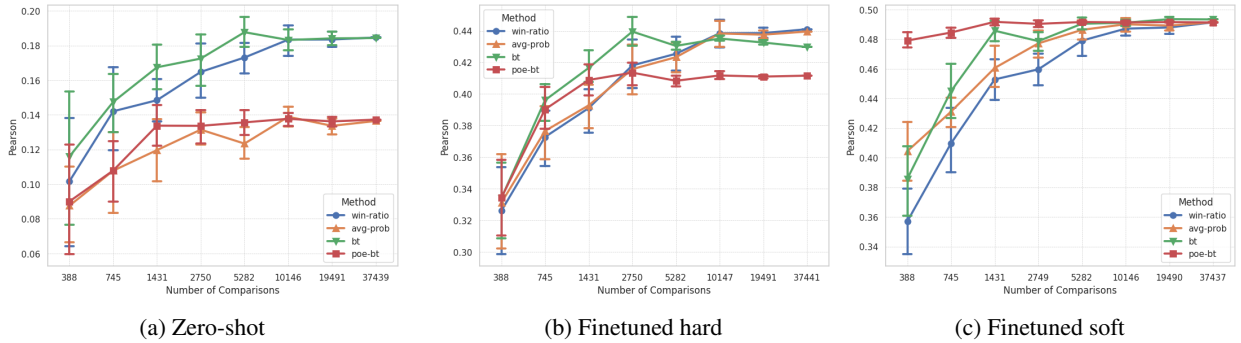 0.20
0.18
0.16
0.14
0.12
0.10
0.08
0.06
Pearson
388 745 1431 2750 5282 10146 19491 37439
Number of Comparisons
Method
win-ratio
avg-prob
bt
poe-bt
(a) Zero-shot
0.44
0.42
0.40
0.38
0.36
0.34
0.32
0.30
Pearson
Method
win-ratio
avg-prob
bt
poe-bt
388 745 1431 2750 5282 10147 19491 37441
Number of Comparisons
(b) Finetuned hard
0.50
0.48
0.46
0.44
0.42
0.40
0.38
0.36
0.34
Pearson
388 745 1431 2749 5282 10146 19490 37437
Number of Comparisons
Method
win-ratio
avg-prob
bt
poe-bt
(c) Finetuned soft